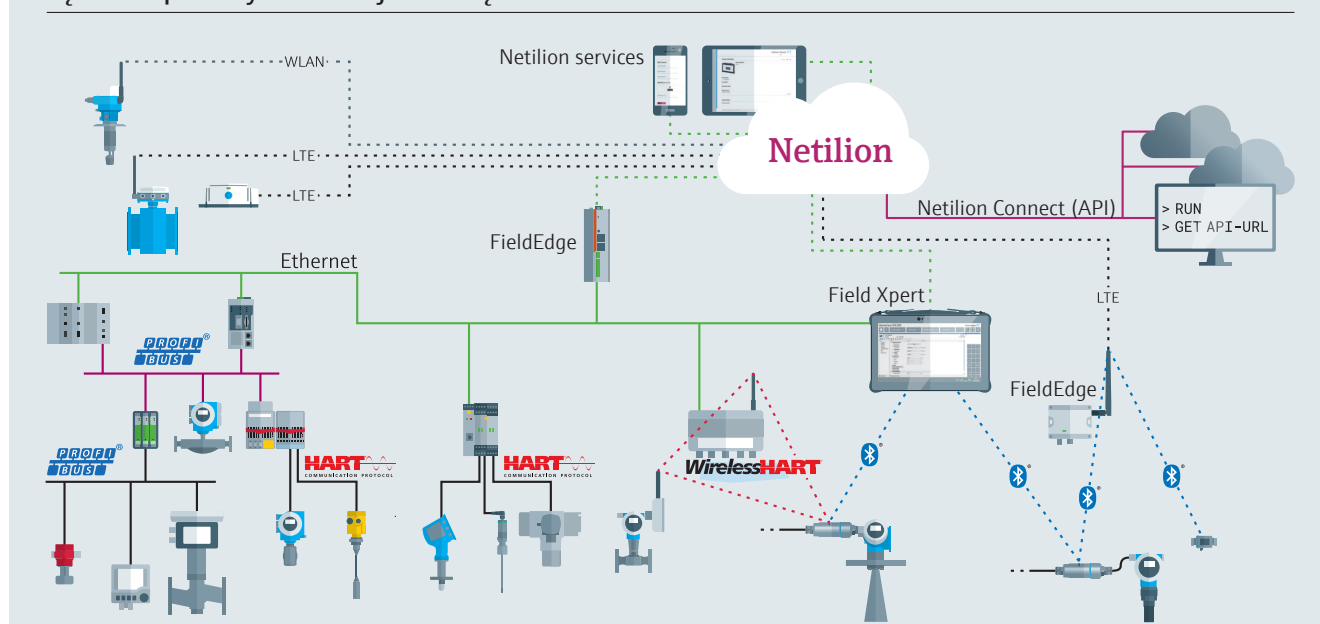 WLAN
Netilion services
Netilion
LTE
LTE
Netilion Connect (API)
> RUN
> GET API-URL
FieldEdge
Ethernet
Field Xpert
LTE
PROFI
BUS
FieldEdge
PROFI
BUS
HART
COMMUNICATION PROTOCOL
HART
COMMUNICATION PROTOCOL
WirelessHART